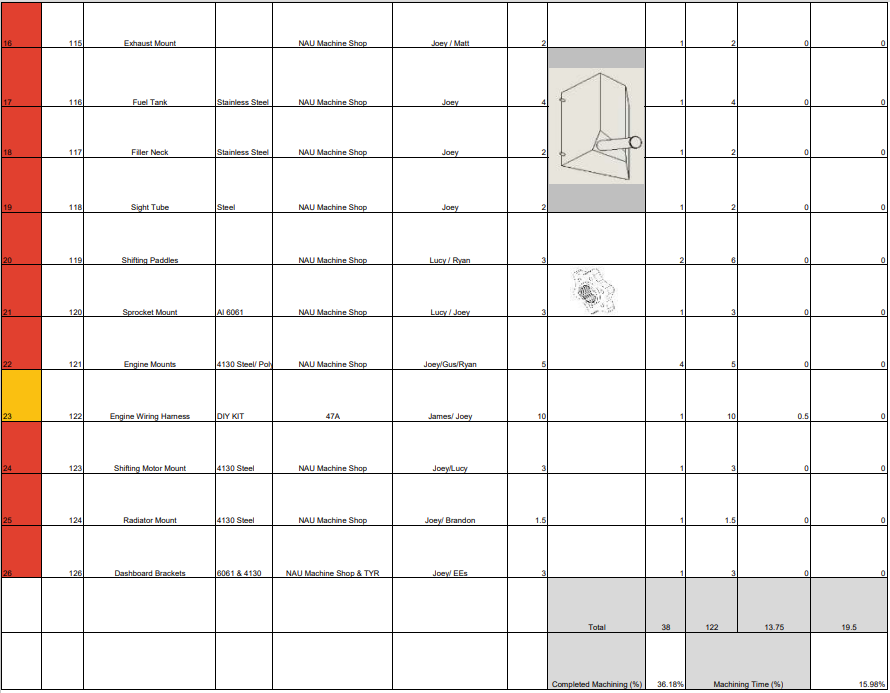 16 115 Exhaust Mount NAU Machine Shop Joey / Matt 2 1 2 0 0
17 116 Fuel Tank Stainless Steel NAU Machine Shop Joey 4 1 4 0 0
18 117 Filler Neck Stainless Steel NAU Machine Shop Joey 2 1 2 0 0
19 118 Sight Tube Steel NAU Machine Shop Joey 2 1 2 0 0
20 119 Shifting Paddles NAU Machine Shop Lucy / Ryan 3 2 6 0 0
21 120 Sprocket Mount Al 6061 NAU Machine Shop Lucy / Joey 3 1 3 0 0
22 121 Engine Mounts 4130 Steel/ Poly NAU Machine Shop Joey/Gus/Ryan 5 4 5 0 0
23 122 Engine Wiring Harness DIY KIT 47A James/ Joey 10 1 10 0.5 0
24 123 Shifting Motor Mount 4130 Steel NAU Machine Shop Joey/Lucy 3 1 3 0 0
25 124 Radiator Mount 4130 Steel NAU Machine Shop Joey/ Brandon 1.5 1 1.5 0 0
26 126 Dashboard Brackets 6061 & 4130 NAU Machine Shop & TYR Joey/ EEs 3 1 3 0 0
Total 38 122 13.75 19.5
Completed Machining (%) 36.18% Machining Time (%) 15.98%